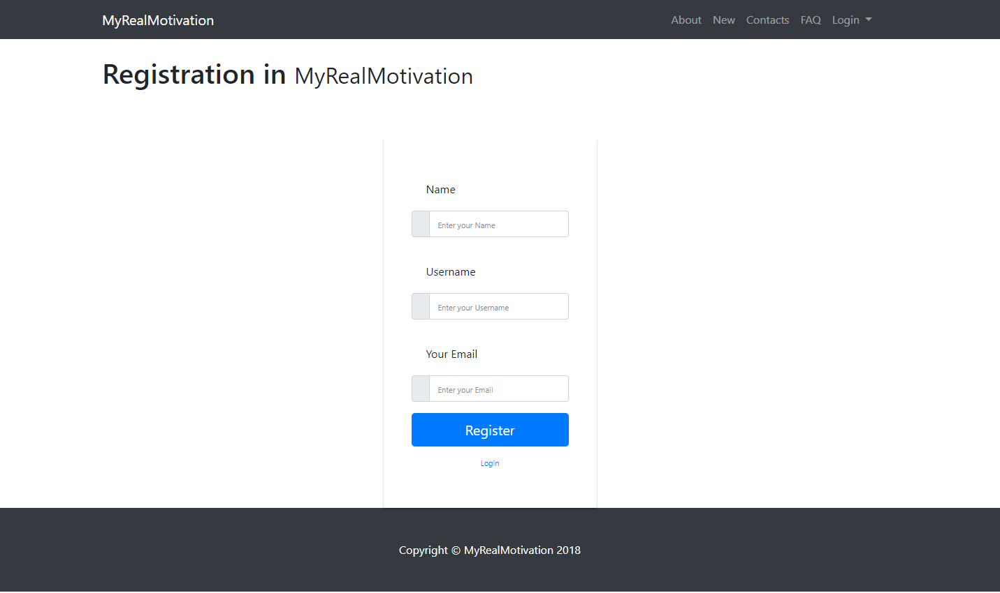 MyRealMotivation About New Contacts FAQ Login
Registration in MyRealMotivation
Name
Enter your Name
Username
Enter your Username
Your Email
Enter your Email
Register
Login
Copyright © MyRealMotivation 2018